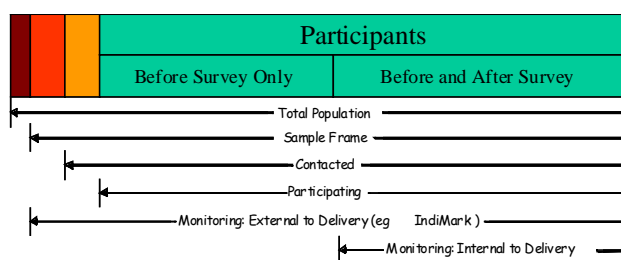 Participants
Before Survey Only Before and After Survey
Total Population
Sample Frame
Contacted
Participating
Monitoring: External to Delivery (eg IndiMark )
Monitoring: Internal to Delivery